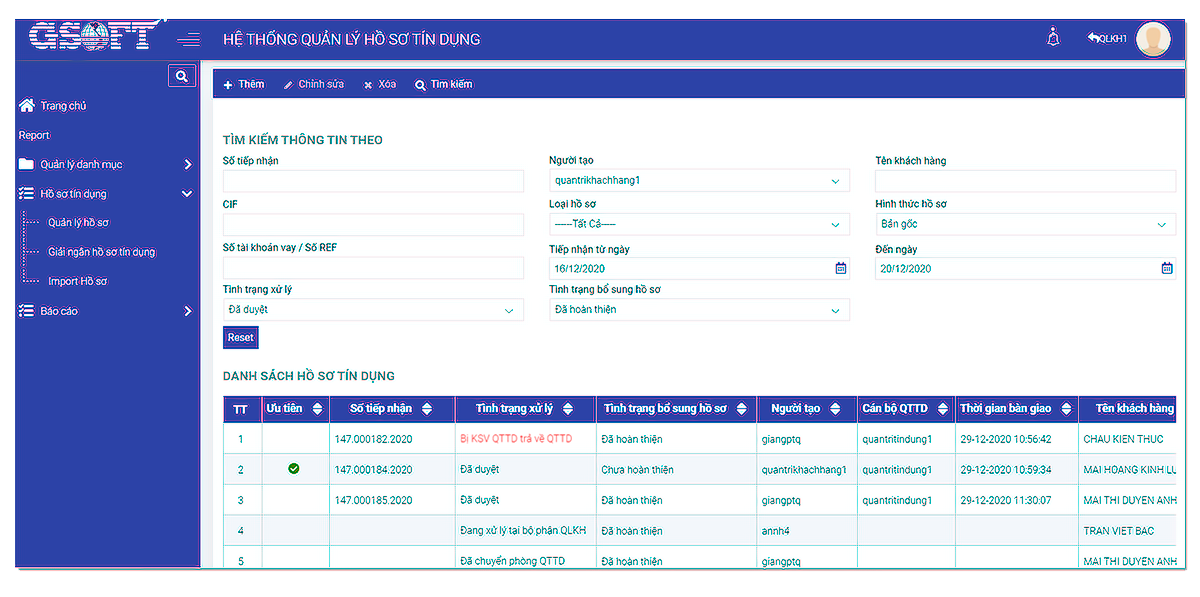 GSOFT
HỆ THỐNG QUẢN LÝ HỒ SƠ TÍN DỤNG
QLKH1
Trang chủ
Report
Quản lý danh mục
Hồ sơ tín dụng
Quản lý hồ sơ
Giải ngân hồ sơ tín dụng
Import Hồ sơ
Báo cáo
Thêm Chỉnh sửa Xóa Tìm kiếm
TÌM KIẾM THÔNG TIN THEO
Số tiếp nhận Người tạo Tên khách hàng
quantrikhachhang1
CIF Loại hồ sơ Hình thức hồ sơ
-----Tất Cả---- Bản gốc
Số tài khoản vay / Số REF Tiếp nhận từ ngày Đến ngày
16/12/2020 20/12/2020
Tình trạng xử lý Tình trạng bổ sung hồ sơ
Đã duyệt Đã hoàn thiện
Reset
DANH SÁCH HỒ SƠ TÍN DỤNG
TT Ưu tiên Số tiếp nhận Tình trạng xử lý Tình trạng bổ sung hồ sơ Người tạo Cán bộ QTTD Thời gian bàn giao Tên khách hàng
1 147.000182.2020 Bị KSV QTTD trả về QTTD Đã hoàn thiện giangptq quantritindung1 29-12-2020 10:56:42 CHAU KIEN THUC
2 147.000184.2020 Đã duyệt Chưa hoàn thiện quantrikhachhang1 quantritindung1 29-12-2020 10:59:34 MAI HOANG KINH LU
3 147.000185.2020 Đã duyệt Đã hoàn thiện giangptq quantritindung1 29-12-2020 11:30:07 MAI THI DUYEN ANH
4 Đang xử lý tại bộ phận QLKH Đã hoàn thiện annh4 TRAN VIET BAC
5 Đã chuyển phòng QTTD Đã hoàn thiện giangptq MAI THI DUYEN ANH